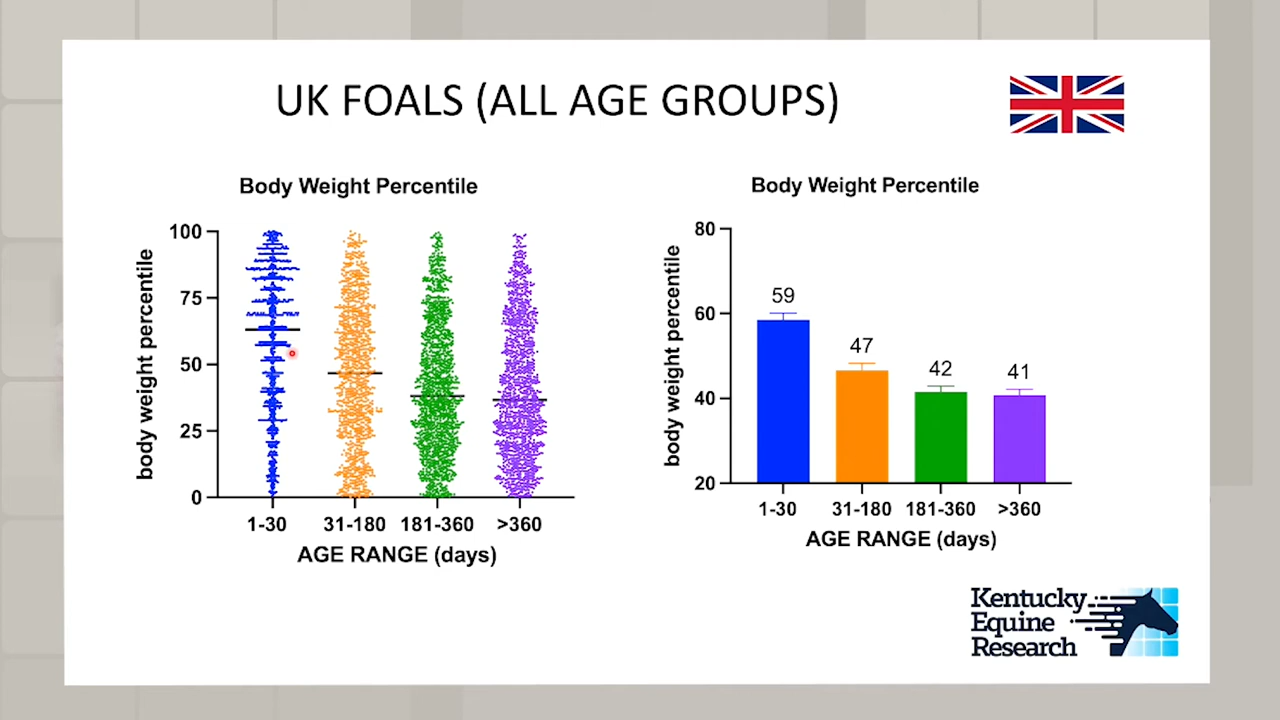 UK FOALS (ALL AGE GROUPS)
Body Weight Percentile
body weight percentile
100
75
50
25
0
1-30 31-180 181-360 >360
AGE RANGE (days)
Body Weight Percentile
body weight percentile
80
60
40
20
59
47
42
41
1-30 31-180 181-360 >360
AGE RANGE (days)
Kentucky
Equine
Research